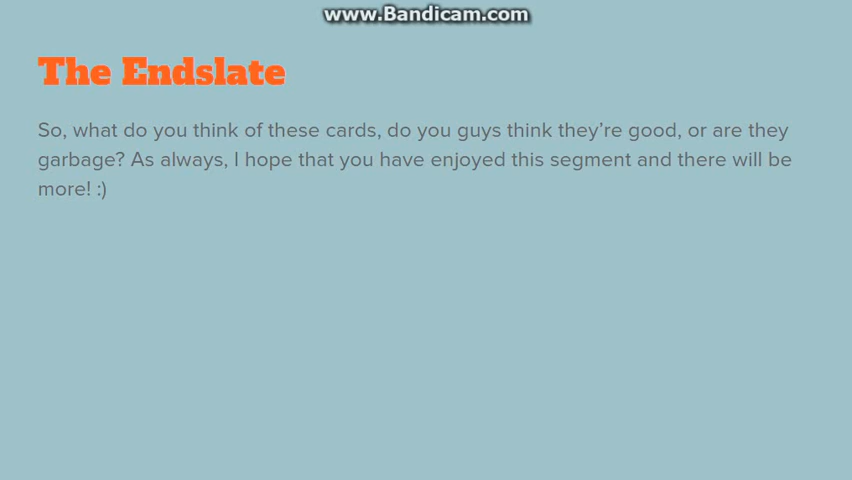 www.Bandicam.com
The Endslate
So, what do you think of these cards, do you guys think they’re good, or are they
garbage? As always, I hope that you have enjoyed this segment and there will be
more! :)